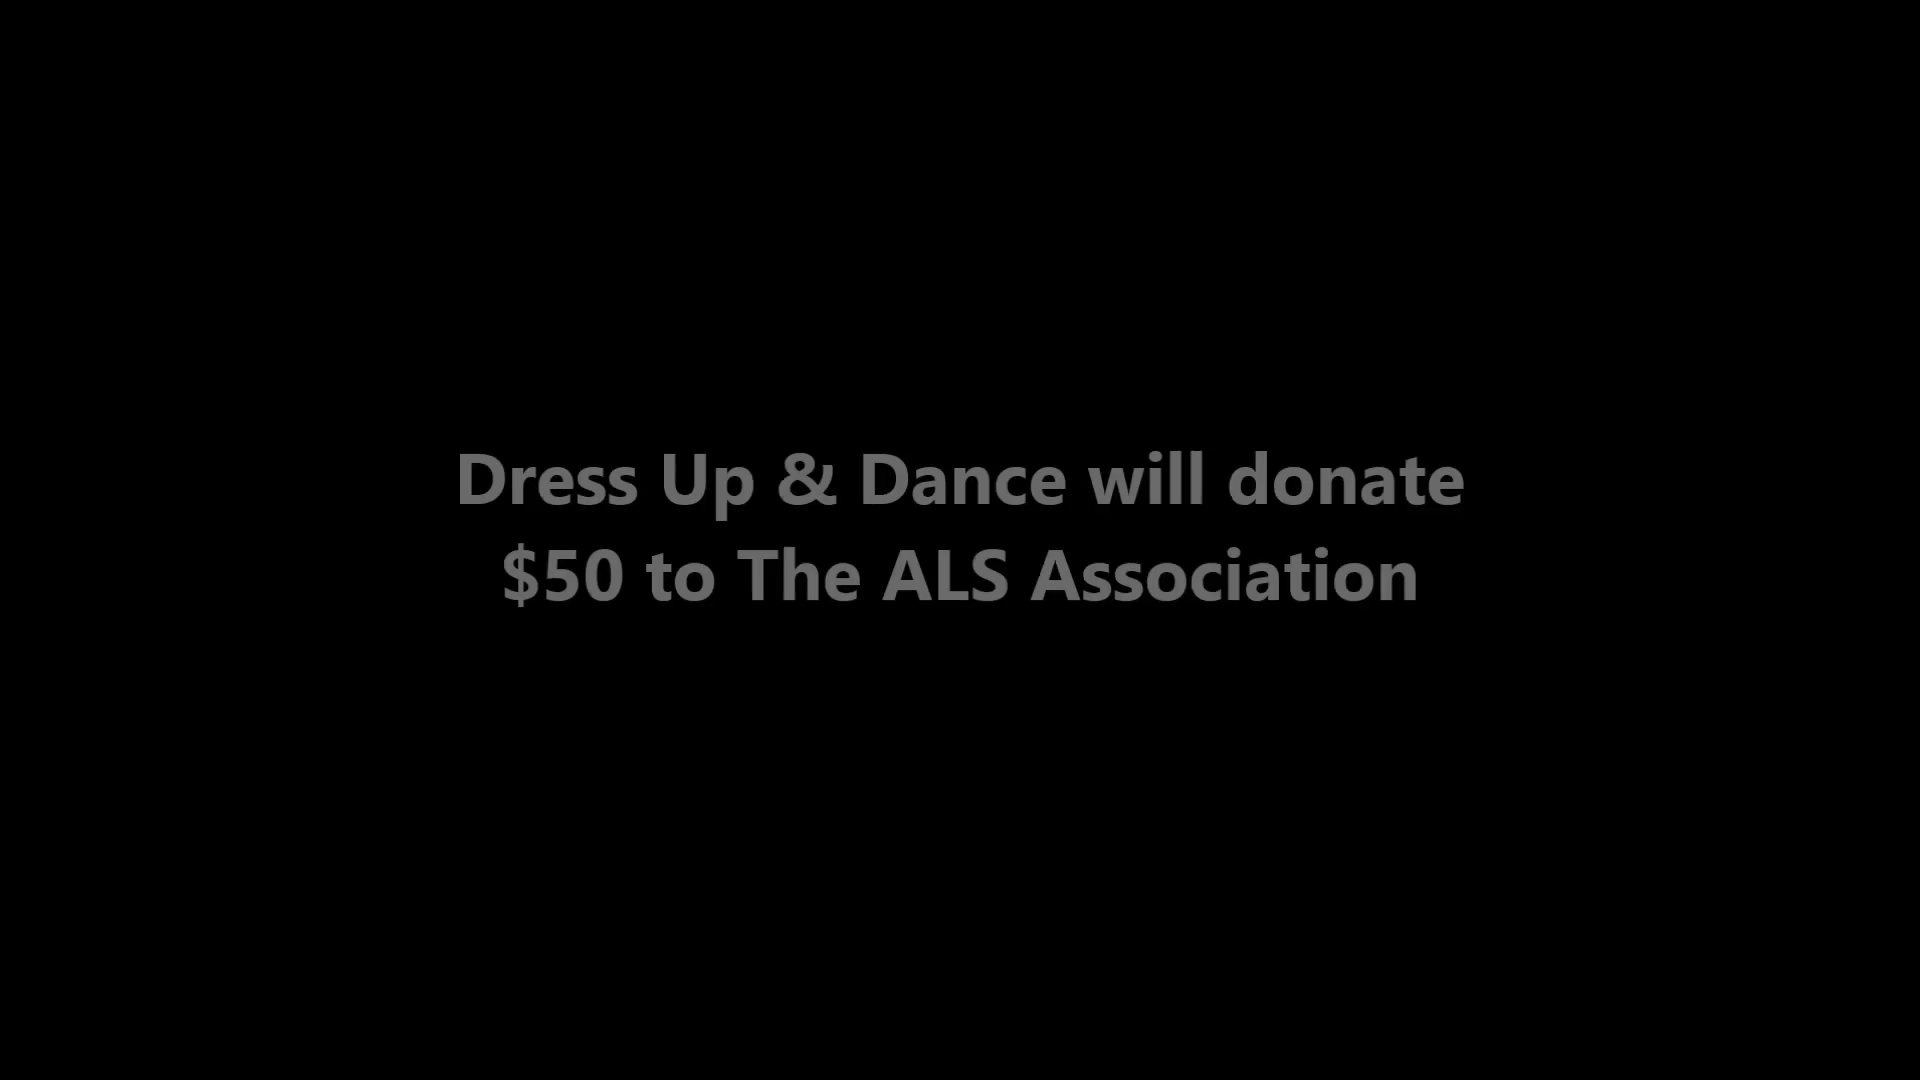 Dress Up & Dance will donate
$50 to The ALS Association